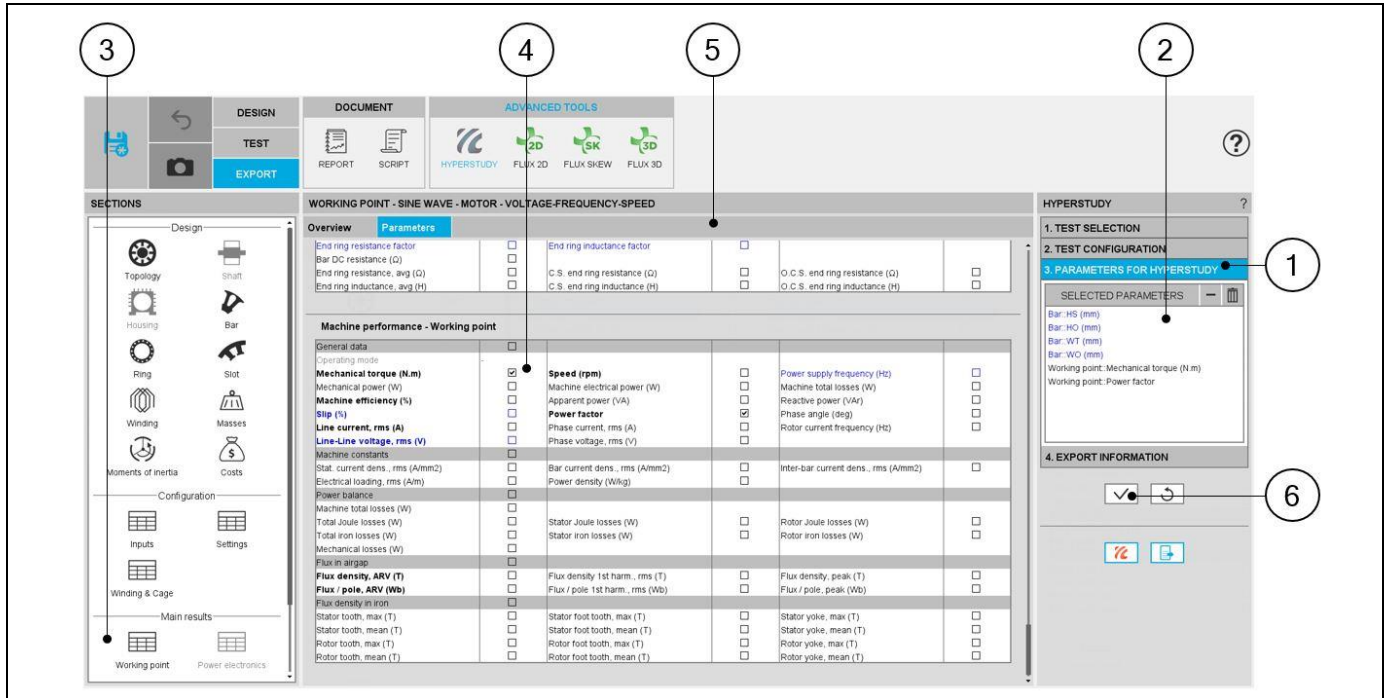 3
4
5
2
DESIGN
TEST
EXPORT
DOCUMENT
REPORT
SCRIPT
ADVANCED TOOLS
2D
SK
3D
HYPERSTUDY
FLUX 2D
FLUX SKEW
FLUX 3D
?
SECTIONS
Design
Topology
Shaft
Housing
Bar
Ring
Slot
Winding
Masses
Moments of inertia
Costs
Configuration
Inputs
Settings
Winding & Cage
Main results
Working point
Power electronics
WORKING POINT - SINE WAVE - MOTOR - VOLTAGE-FREQUENCY-SPEED
Overview Parameters
End ring resistance factor End ring inductance factor
Bar DC resistance (Ω)
End ring resistance, avg (Ω) C.S. end ring resistance (Ω) O.C.S. end ring resistance (Ω)
End ring inductance, avg (H) C.S. end ring inductance (H) O.C.S. end ring inductance (H)
Machine performance - Working point
General data
Operating mode -
Mechanical torque (N.m) Speed (rpm) Power supply frequency (Hz)
Mechanical power (W) Machine electrical power (W) Machine total losses (W)
Machine efficiency (%) Apparent power (VA) Reactive power (VAr)
Slip (%) Power factor Phase angle (deg)
Line current, rms (A) Phase current, rms (A) Rotor current frequency (Hz)
Line-Line voltage, rms (V) Phase voltage, rms (V)
Machine constants
Stat. current dens., rms (A/mm2) Bar current dens., rms (A/mm2) Inter-bar current dens., rms (A/mm2)
Electrical loading, rms (A/m) Power density (W/kg)
Power balance
Machine total losses (W)
Total Joule losses (W) Stator Joule losses (W) Rotor Joule losses (W)
Total iron losses (W) Stator iron losses (W) Rotor iron losses (W)
Mechanical losses (W)
Flux in airgap
Flux density, ARV (T) Flux density 1st harm., rms (T) Flux density, peak (T)
Flux / pole, ARV (Wb) Flux / pole 1st harm., rms (Wb) Flux / pole, peak (Wb)
Flux density in iron
Stator tooth, max (T) Stator foot tooth, max (T) Stator yoke, max (T)
Stator tooth, mean (T) Stator foot tooth, mean (T) Stator yoke, mean (T)
Rotor tooth, max (T) Rotor foot tooth, max (T) Rotor yoke, max (T)
Rotor tooth, mean (T) Rotor foot tooth, mean (T) Rotor yoke, mean (T)
HYPERSTUDY ?
1. TEST SELECTION
2. TEST CONFIGURATION
3. PARAMETERS FOR HYPERSTUDY
1
SELECTED PARAMETERS
Bar::HS (mm)
Bar::HO (mm)
Bar::WT (mm)
Bar::WO (mm)
Working point::Mechanical torque (N.m)
Working point::Power factor
4. EXPORT INFORMATION
6